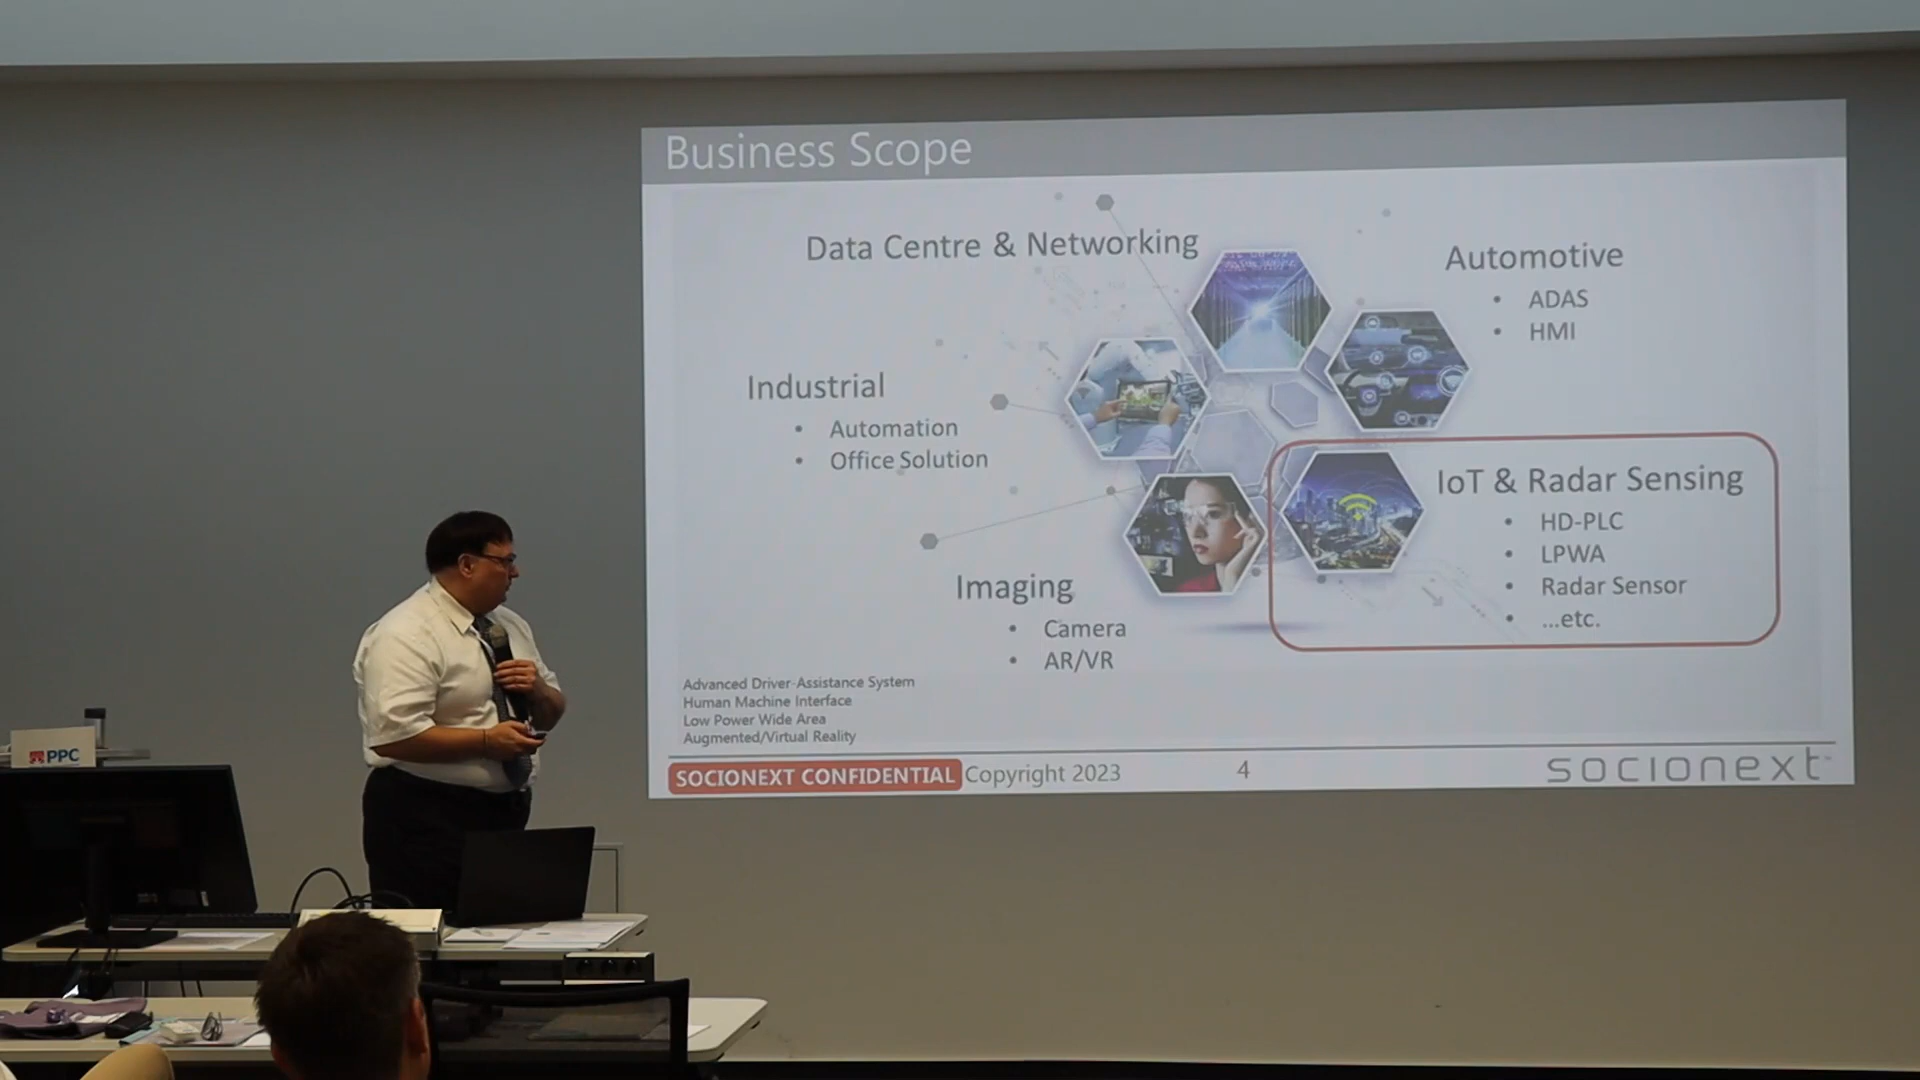 Business Scope
Data Centre & Networking
Automotive
• ADAS
• HMI
Industrial
• Automation
• Office Solution
IoT & Radar Sensing
• HD-PLC
• LPWA
• Radar Sensor
• ...etc.
Imaging
• Camera
• AR/VR
Advanced Driver-Assistance System
Human Machine Interface
Low Power Wide Area
Augmented/Virtual Reality
SOCIONEXT CONFIDENTIAL Copyright 2023
4
socionext
PPC